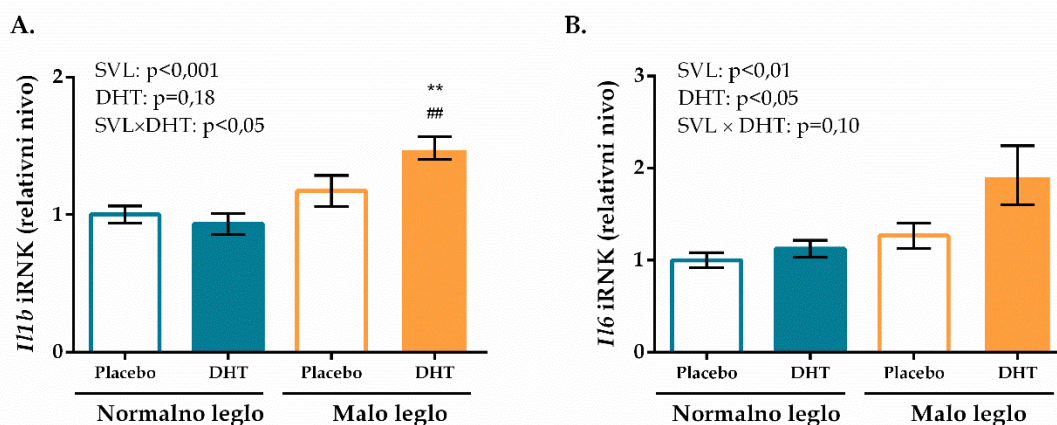 A.
Il1b iRNK (relativni nivo)
SVL: p<0,001
DHT: p=0,18
SVL×DHT: p<0,05
**
##
2
1
0
Placebo
DHT
Placebo
DHT
Normalno leglo
Malo leglo
B.
Il6 iRNK (relativni nivo)
SVL: p<0,01
DHT: p<0,05
SVL × DHT: p=0,10
3
2
1
0
Placebo
DHT
Placebo
DHT
Normalno leglo
Malo leglo